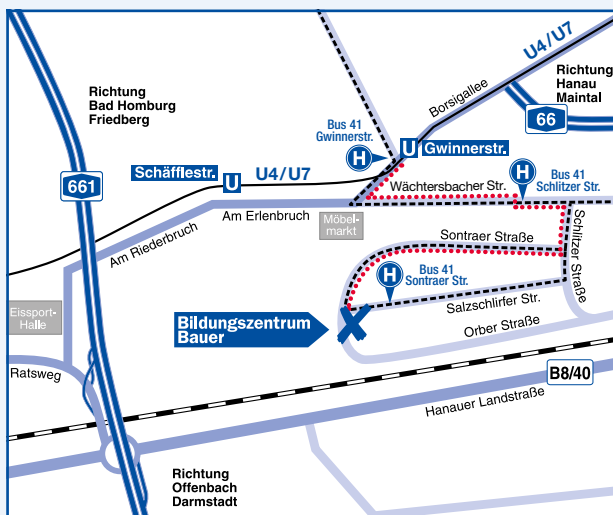 U4/U7
Richtung
Bad Homburg
Friedberg
Richtung
Hanau
Maintal
Borsigallee
66
Bus 41
Gwinnerstr.
H
U
Gwinnerstr.
661
Schäfflestr.
U
U4/U7
Wächtersbacher Str.
H
Bus 41
Schlitzer Str.
Am Erlenbruch
Möbel-
markt
Am Riederbruch
Schlitzer Straße
Sontraer Straße
H
Bus 41
Sontraer Str.
Salzschlirfer Str.
Eissport-
Halle
Bildungszentrum
Bauer
Orber Straße
Ratsweg
B8/40
Hanauer Landstraße
Richtung
Offenbach
Darmstadt